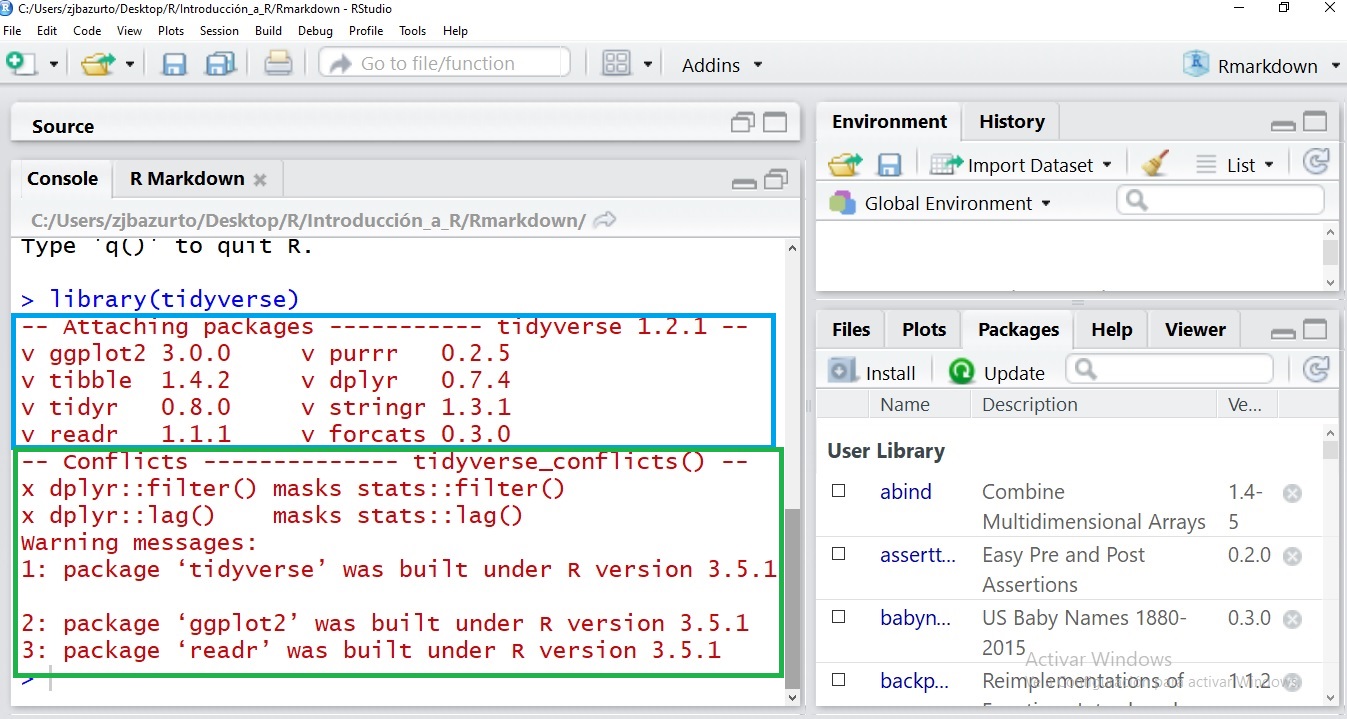 C:/Users/zjbazurto/Desktop/R/Introducción_a_R/Rmarkdown - RStudio
File Edit Code View Plots Session Build Debug Profile Tools Help
Go to file/function Addins Rmarkdown
Source
Console R Markdown
C:/Users/zjbazurto/Desktop/R/Introducción_a_R/Rmarkdown/
Type 'q()' to quit R.
> library(tidyverse)
-- Attaching packages ----------- tidyverse 1.2.1 --
v ggplot2 3.0.0 v purrr 0.2.5
v tibble 1.4.2 v dplyr 0.7.4
v tidyr 0.8.0 v stringr 1.3.1
v readr 1.1.1 v forcats 0.3.0
-- Conflicts -------------- tidyverse_conflicts() --
x dplyr::filter() masks stats::filter()
x dplyr::lag() masks stats::lag()
Warning messages:
1: package ‘tidyverse’ was built under R version 3.5.1
2: package ‘ggplot2’ was built under R version 3.5.1
3: package ‘readr’ was built under R version 3.5.1
>
Environment History
Import Dataset List
Global Environment
Files Plots Packages Help Viewer
Install Update
Name Description Ve...
User Library
abind Combine 1.4-
Multidimensional Arrays 5
assertt... Easy Pre and Post 0.2.0
Assertions
babyn... US Baby Names 1880- 0.3.0
2015
Activar Windows
backp... Reimplementations of 1.1.2
para activar Windows.